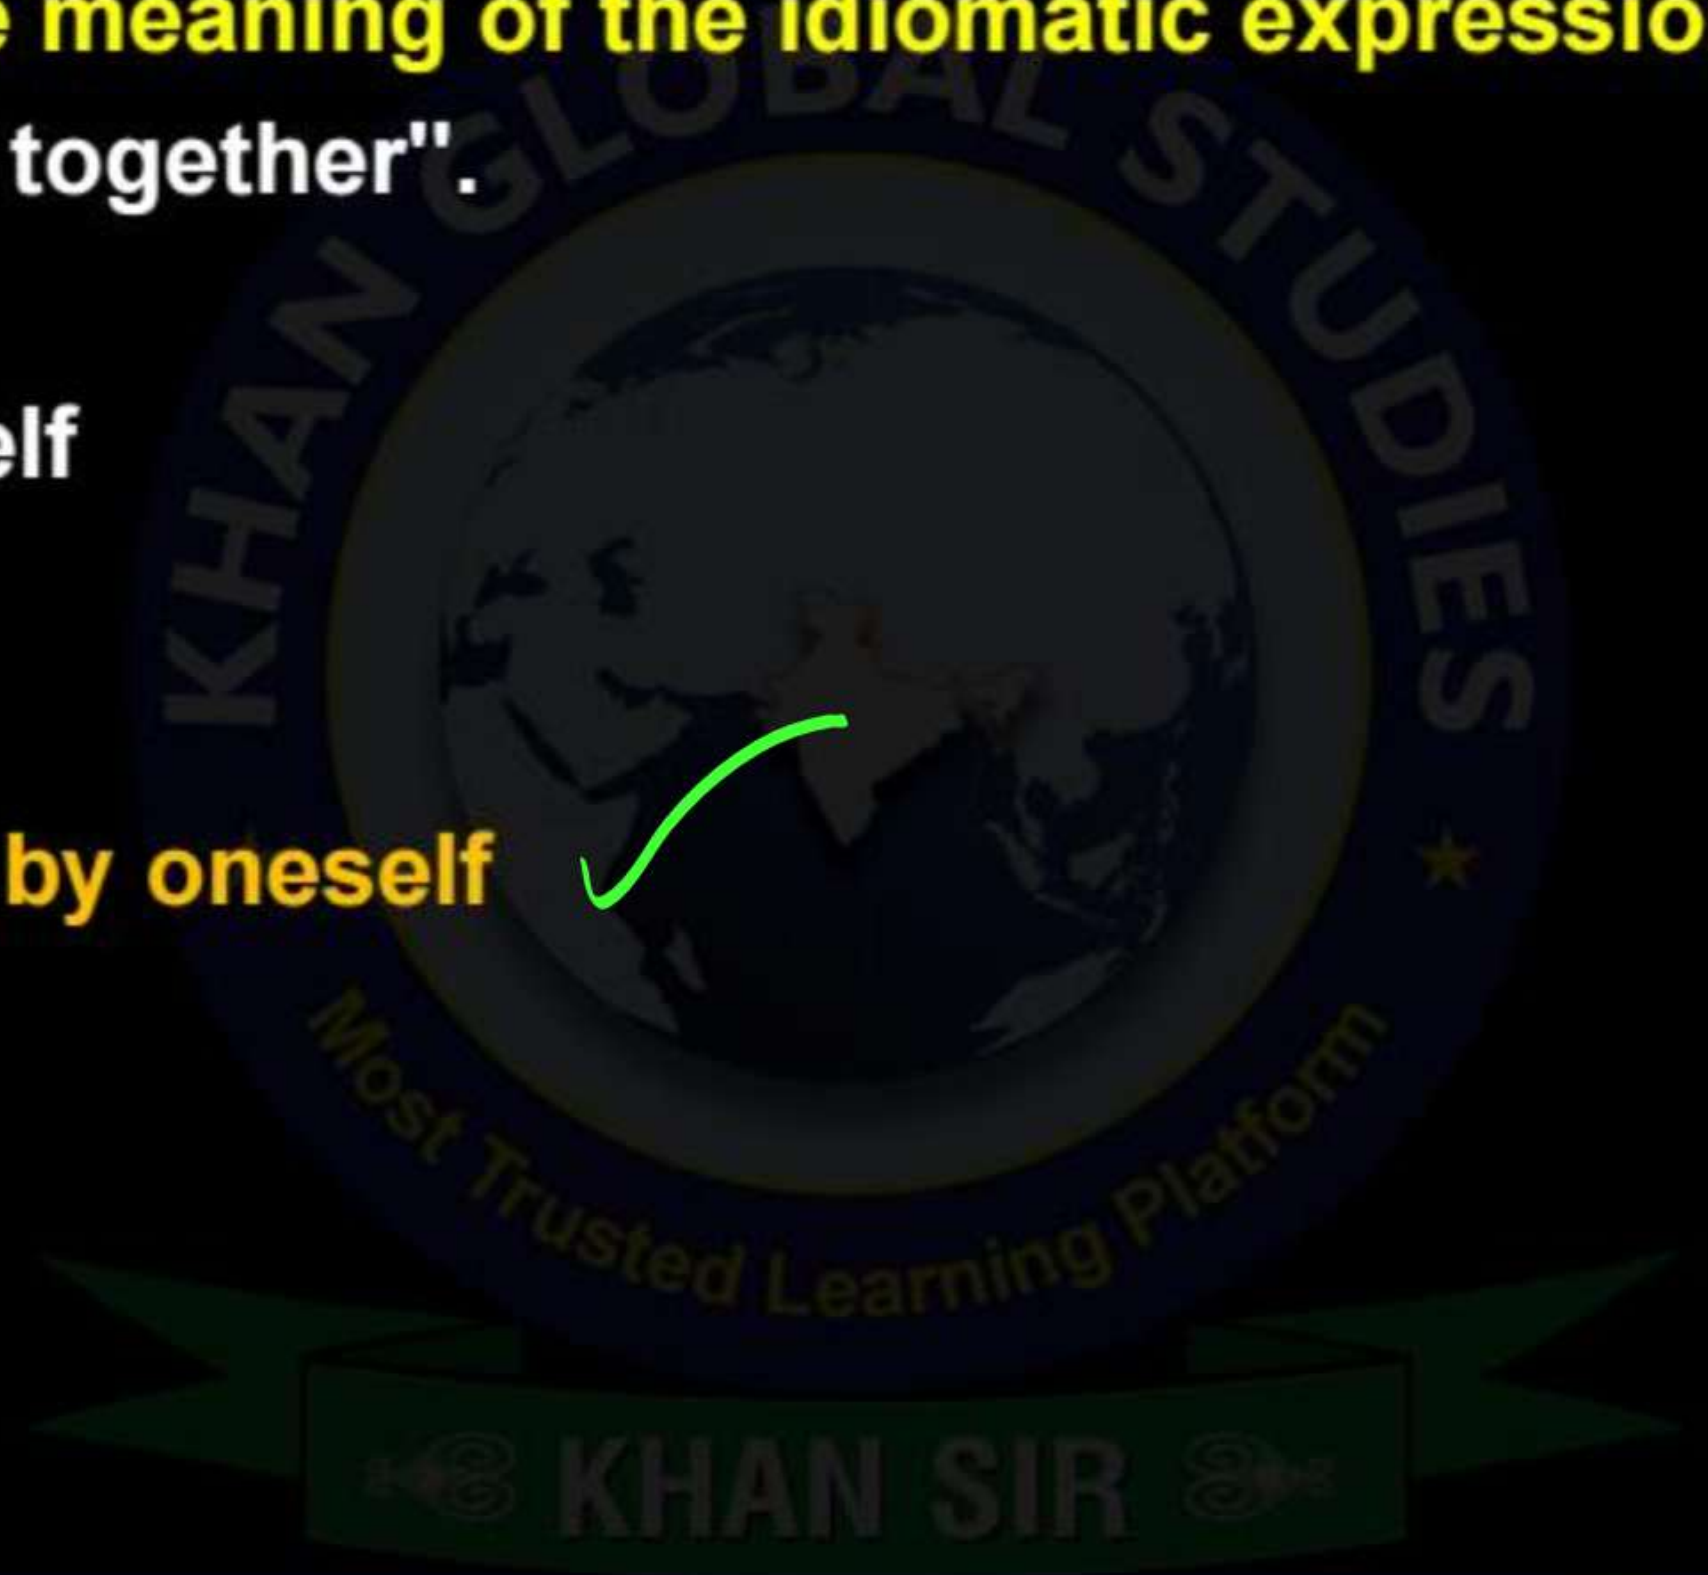 meaning of the idiomatic expressio
together".
elf
by oneself
KHAN GLOBAL STUDIES
Most Trusted Learning Platform
KHAN SIR